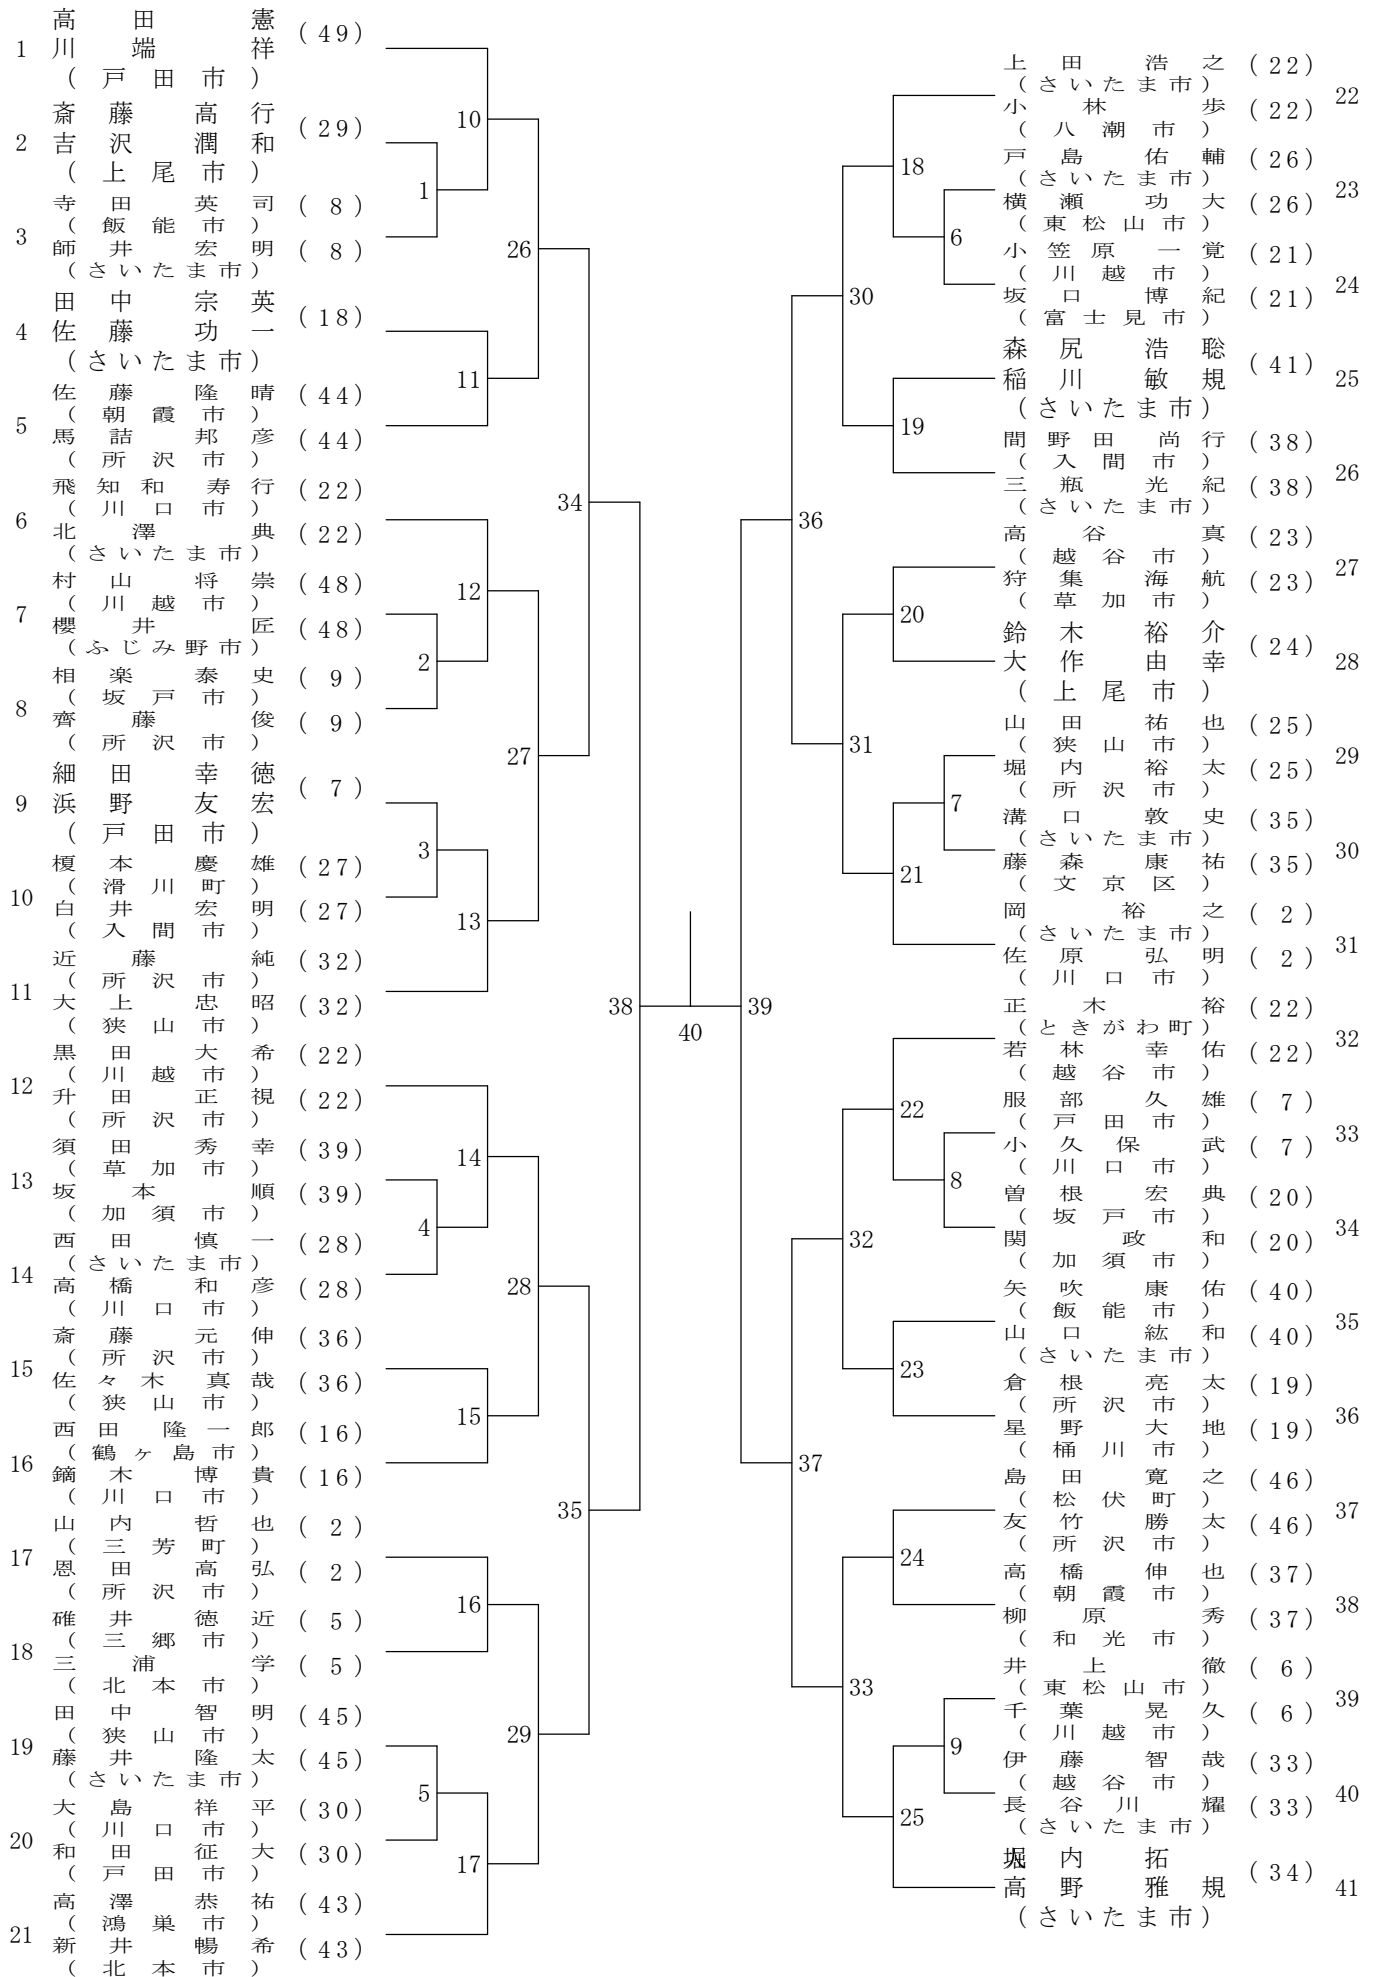 高田　憲 (49)
1 川端　祥
(戸田市)
斎藤高行 (29)
2 吉沢潤和
(上尾市)
寺田英司 (8)
(飯能市)
3
師井宏明 (8)
(さいたま市)
田中宗英 (18)
4 佐藤功一
(さいたま市)
佐藤隆晴 (44)
(朝霞市)
5
馬詰邦彦 (44)
(所沢市)
飛知和寿行 (22)
(川口市)
6
北澤　典 (22)
(さいたま市)
村山将崇 (48)
(川越市)
7
櫻井　匠 (48)
(ふじみ野市)
相楽泰史 (9)
(坂戸市)
8
齊藤　俊 (9)
(所沢市)
細田幸徳 (7)
9 浜野友宏
(戸田市)
榎本慶雄 (27)
(滑川町)
10
白井宏明 (27)
(入間市)
近藤　純 (32)
(所沢市)
11
大上忠昭 (32)
(狭山市)
黒田大希 (22)
(川越市)
12
升田正視 (22)
(所沢市)
須田秀幸 (39)
(草加市)
13
坂本　順 (39)
(加須市)
西田慎一 (28)
(さいたま市)
14
高橋和彦 (28)
(川口市)
斎藤元伸 (36)
(所沢市)
15
佐々木真哉 (36)
(狭山市)
西田隆一郎 (16)
(鶴ヶ島市)
16
鏑木博貴 (16)
(川口市)
山内哲也 (2)
(三芳町)
17
恩田高弘 (2)
(所沢市)
碓井徳近 (5)
(三郷市)
18
三浦　学 (5)
(北本市)
田中智明 (45)
(狭山市)
19
藤井隆太 (45)
(さいたま市)
大島祥平 (30)
(川口市)
20
和田征大 (30)
(戸田市)
高澤恭祐 (43)
(鴻巣市)
21
新井暢希 (43)
(北本市)
1
2
3
4
5
10
11
12
13
14
15
16
17
26
27
28
29
34
35
38
40
39
36
37
30
31
32
33
18
19
20
21
22
23
24
25
6
7
8
9
上田浩之 (22)
(さいたま市)
22
小林　歩 (22)
(八潮市)
戸島佑輔 (26)
(さいたま市)
23
横瀬功大 (26)
(東松山市)
小笠原一覚 (21)
(川越市)
24
坂口博紀 (21)
(富士見市)
森尻浩聡 (41)
稲川敏規 25
(さいたま市)
間野田尚行 (38)
(入間市)
26
三瓶光紀 (38)
(さいたま市)
高谷　真 (23)
(越谷市)
27
狩集海航 (23)
(草加市)
鈴木裕介 (24)
大作由幸 28
(上尾市)
山田祐也 (25)
(狭山市)
29
堀内裕太 (25)
(所沢市)
溝口敦史 (35)
(さいたま市)
30
藤森康祐 (35)
(文京区)
岡　裕之 (2)
(さいたま市)
31
佐原弘明 (2)
(川口市)
正木　裕 (22)
(ときがわ町)
32
若林幸佑 (22)
(越谷市)
服部久雄 (7)
(戸田市)
33
小久保武 (7)
(川口市)
曽根宏典 (20)
(坂戸市)
34
関　政和 (20)
(加須市)
矢吹康佑 (40)
(飯能市)
35
山口紘和 (40)
(さいたま市)
倉根亮太 (19)
(所沢市)
36
星野大地 (19)
(桶川市)
島田寛之 (46)
(松伏町)
37
友竹勝太 (46)
(所沢市)
高橋伸也 (37)
(朝霞市)
38
柳原　秀 (37)
(和光市)
井上　徹 (6)
(東松山市)
39
千葉晃久 (6)
(川越市)
伊藤智哉 (33)
(越谷市)
40
長谷川　耀 (33)
(さいたま市)
堀内拓 (34)
高野雅規 41
(さいたま市)